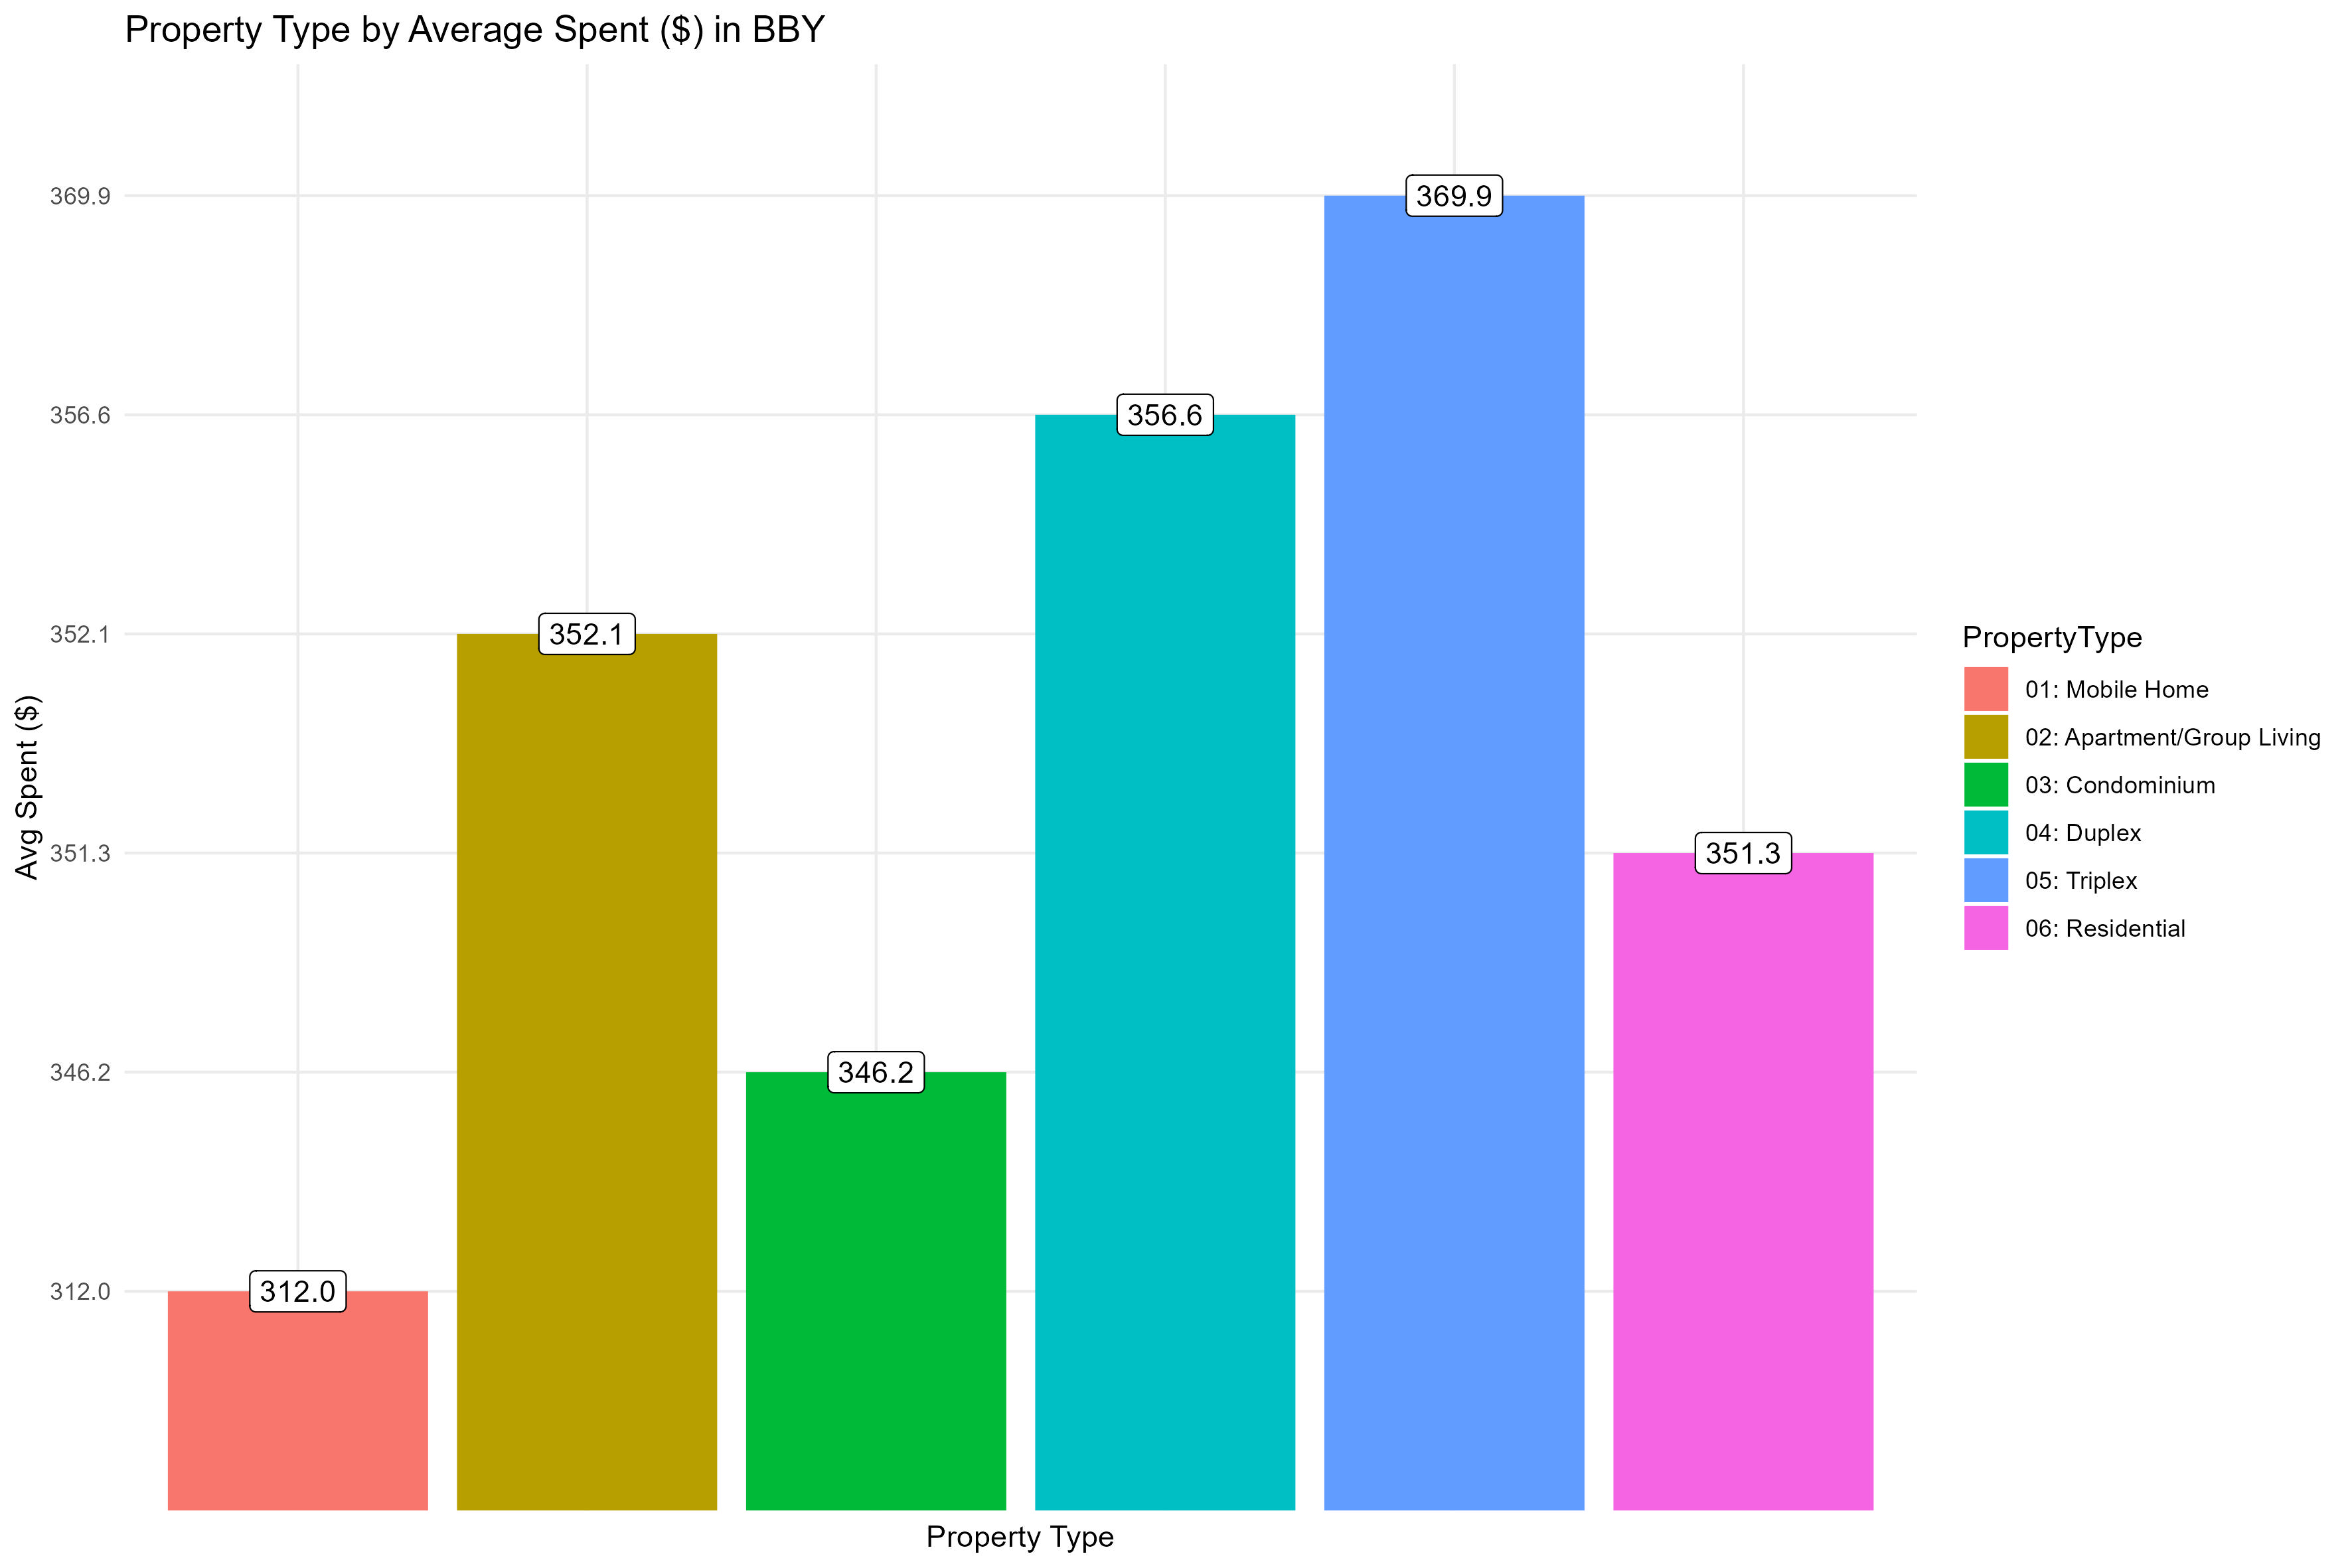 Property Type by Average Spent ($) in BBY
Avg Spent ($)
369.9
356.6
352.1
351.3
346.2
312.0
312.0
352.1
346.2
356.6
369.9
351.3
Property Type
PropertyType
01: Mobile Home
02: Apartment/Group Living
03: Condominium
04: Duplex
05: Triplex
06: Residential